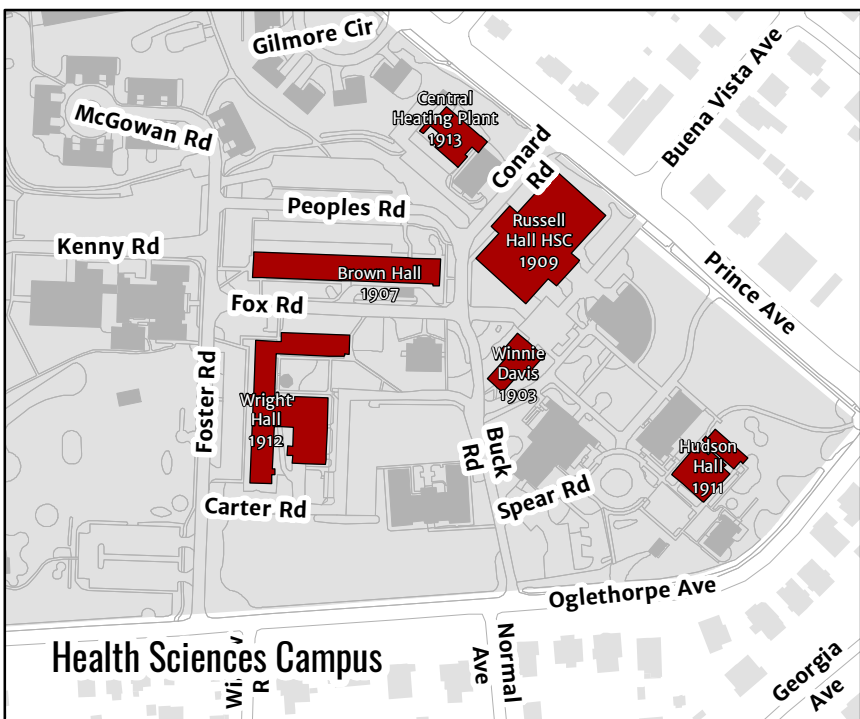 Gilmore Cir
Buena Vista Ave
McGowan Rd
Central
Heating Plant
1913
Conard
Rd
Peoples Rd
Russell
Hall HSC
1909
Kenny Rd
Brown Hall
1907
Prince Ave
Fox Rd
Foster Rd
Winnie
Davis
1903
Wright
Hall
1912
Buck
Rd
Hudson
Hall
1911
Spear Rd
Carter Rd
Oglethorpe Ave
Health Sciences Campus
Normal
Ave
Georgia
Ave